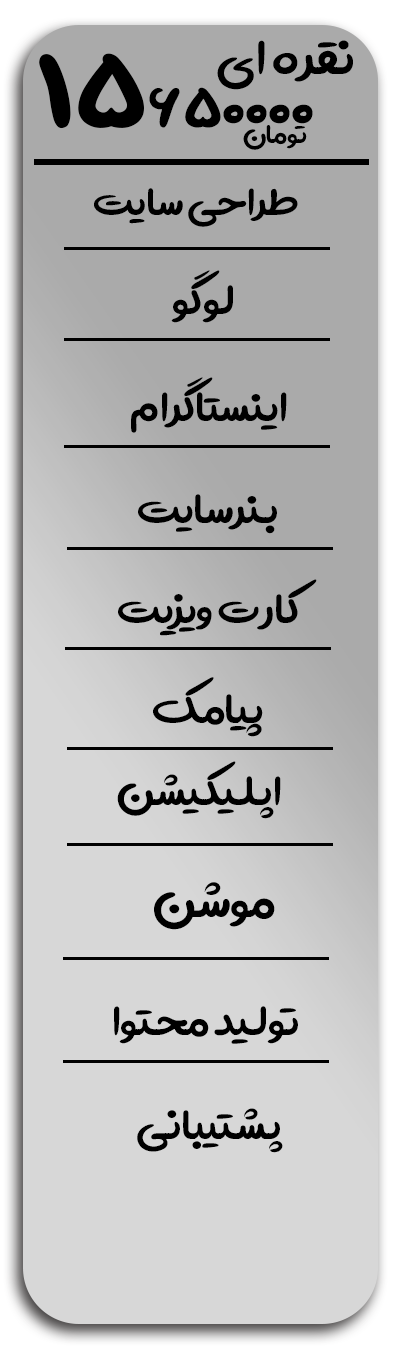 نقره ای
۱۵۶۵۰۰۰۰
تومان
طراحی سایت
لوگو
اینستاگرام
بنرسایت
کارت ویزیت
پیامک
اپلیکیشن
موشن
تولید محتوا
پشتیبانی